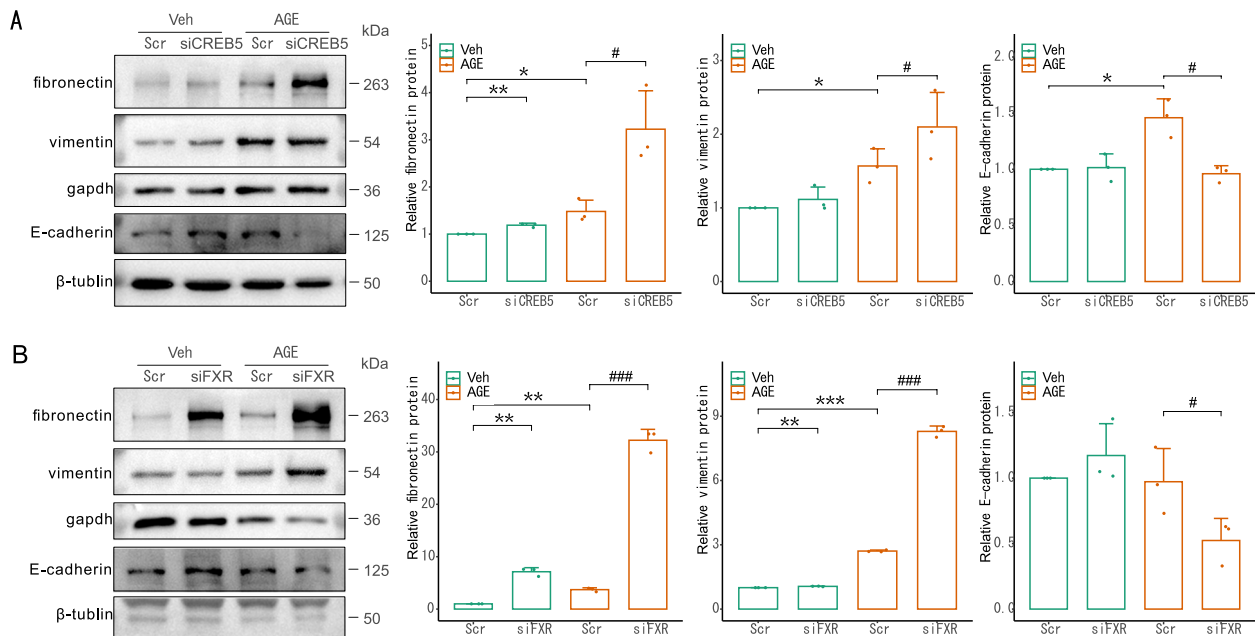 A
Veh AGE
kDa
Scr siCREB5 Scr siCREB5
fibronectin 263
vimentin 54
gapdh 36
E-cadherin 125
β-tublin 50
Relative fibronectin protein
Veh
AGE
5
4
3
2
1
0
*
**
#
Scr siCREB5 Scr siCREB5
Relative vimentin protein
Veh
AGE
3
2
1
0
*
#
Scr siCREB5 Scr siCREB5
Relative E-cadherin protein
Veh
AGE
2.0
1.5
1.0
0.5
0.0
*
#
Scr siCREB5 Scr siCREB5
B
Veh AGE
kDa
Scr siFXR Scr siFXR
fibronectin 263
vimentin 54
gapdh 36
E-cadherin 125
β-tublin 50
Relative fibronectin protein
Veh
AGE
40
30
20
10
0
**
**
###
Scr siFXR Scr siFXR
Relative vimentin protein
Veh
AGE
9
6
3
0
***
**
###
Scr siFXR Scr siFXR
Relative E-cadherin protein
Veh
AGE
1.5
1.0
0.5
0.0
#
Scr siFXR Scr siFXR